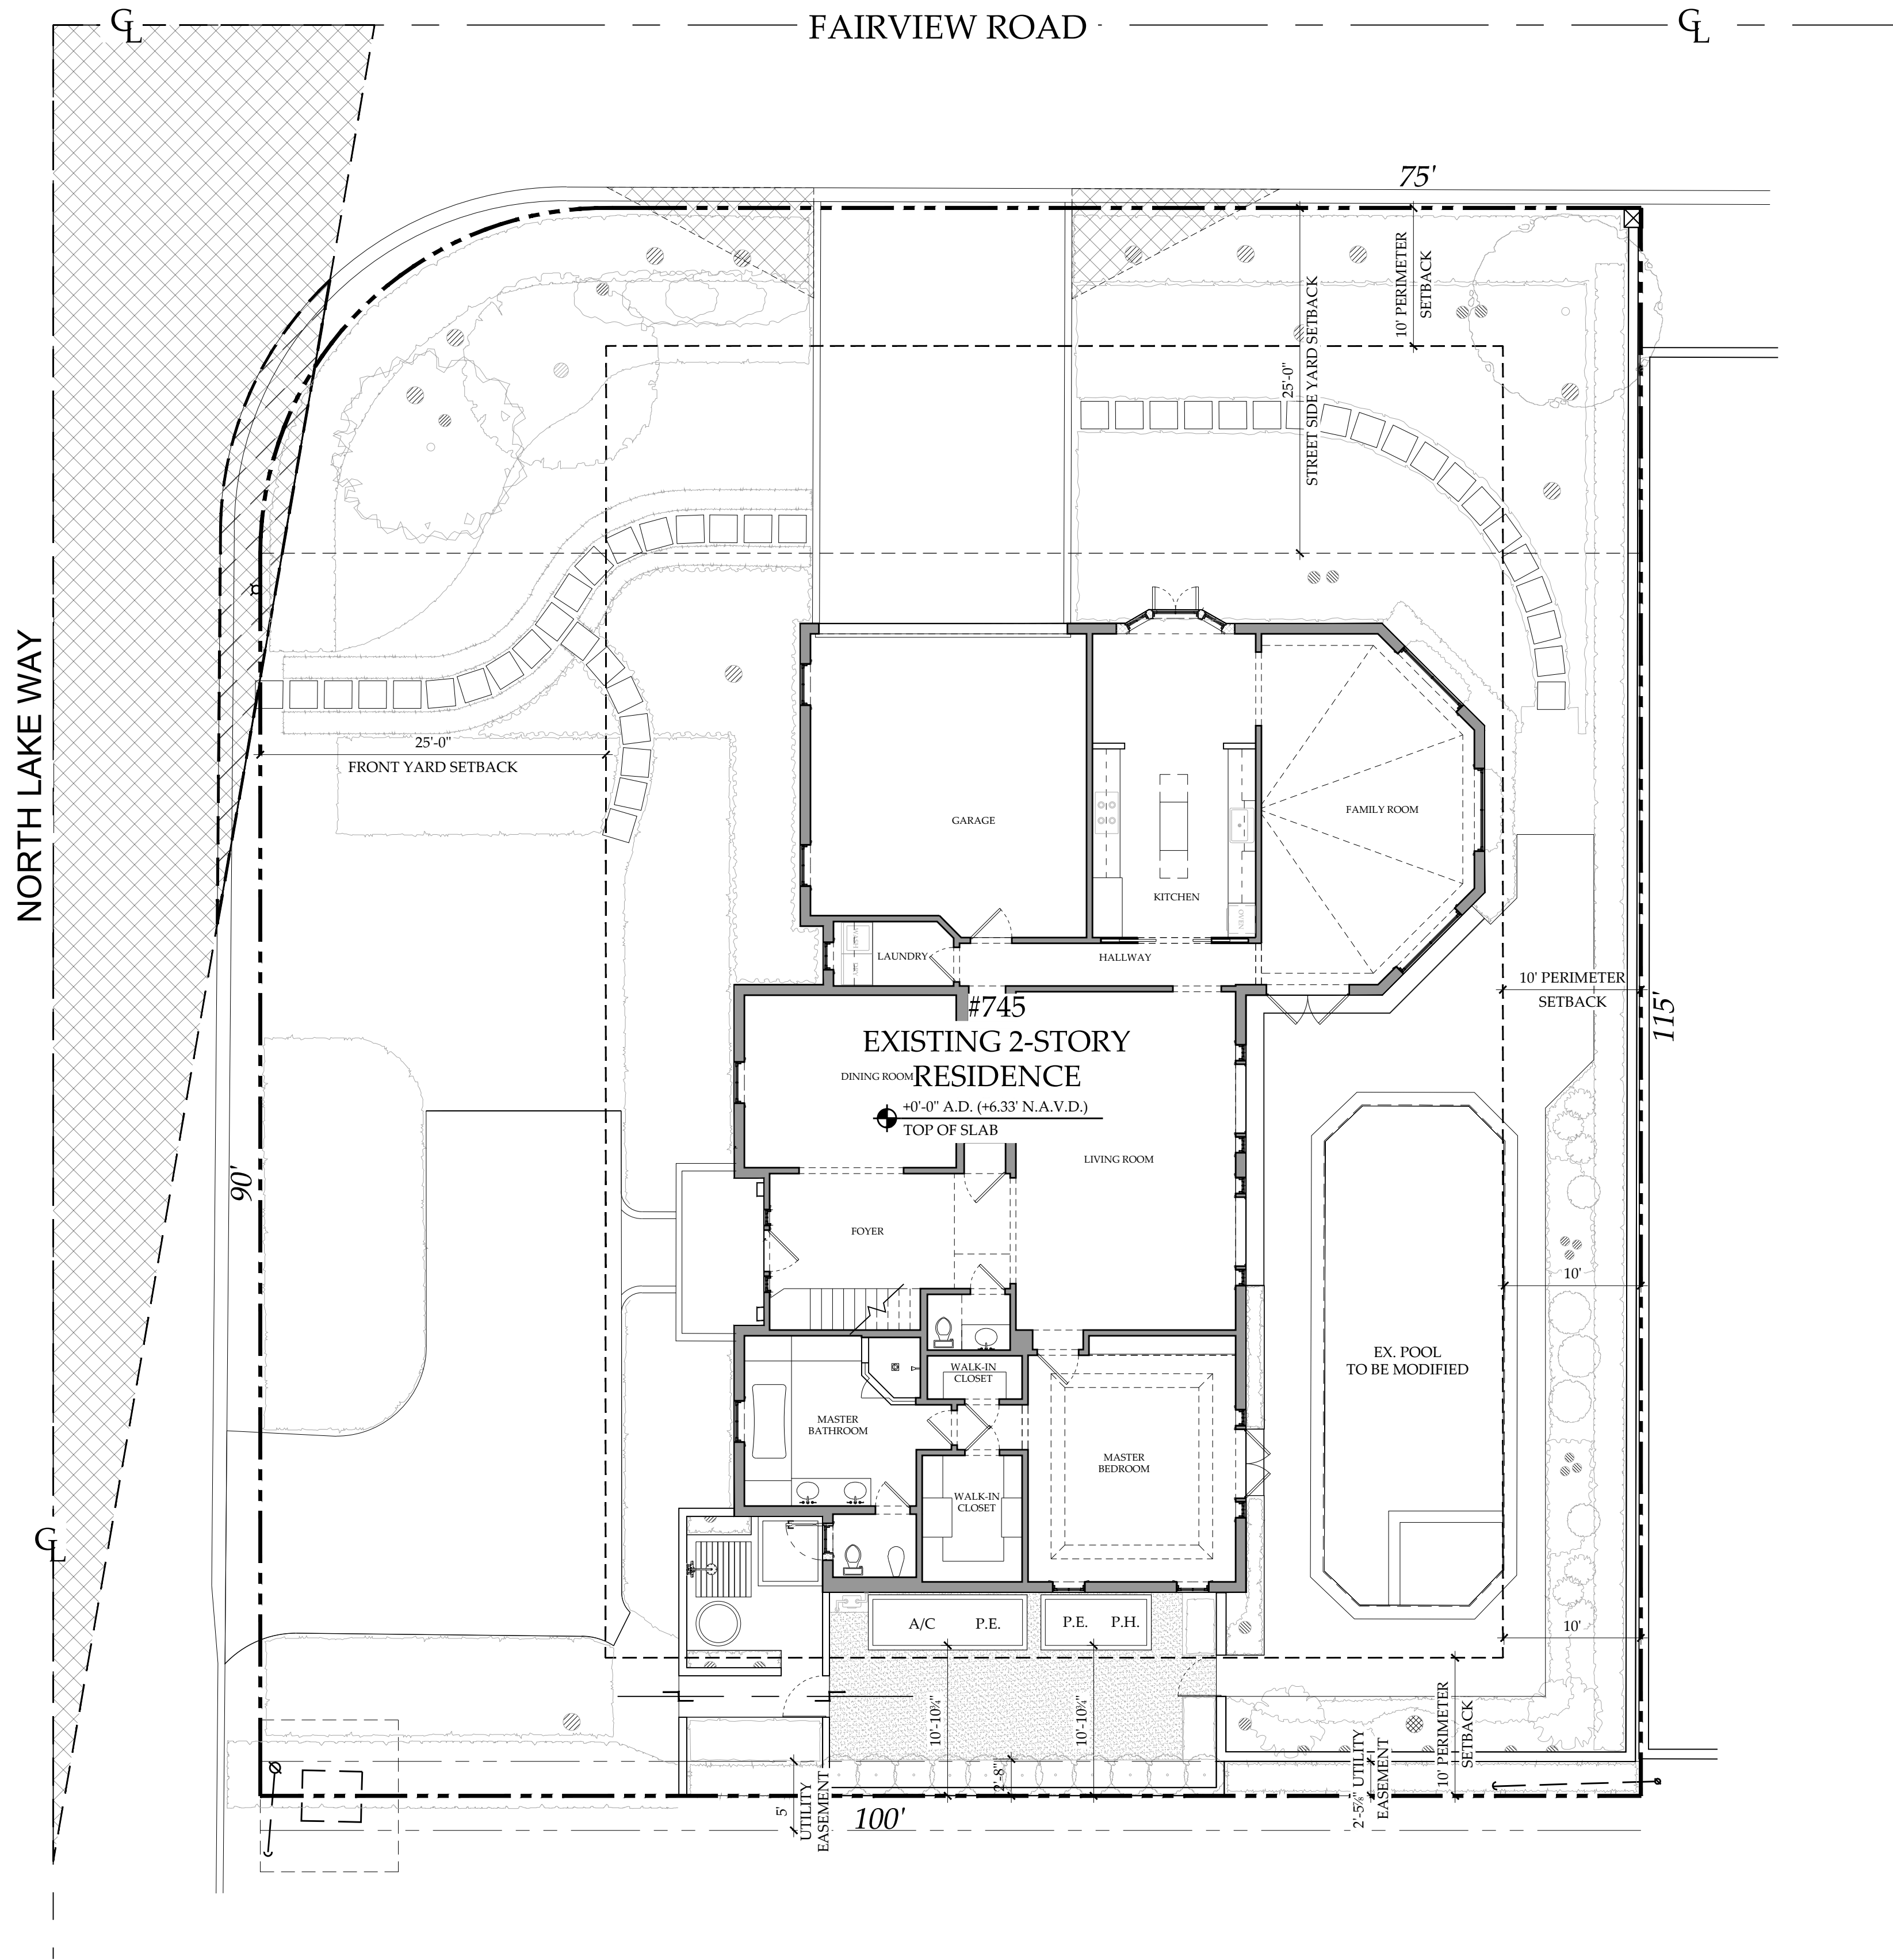 CL
FAIRVIEW ROAD
CL
75'
10' PERIMETER
SETBACK
25'-0"
STREET SIDE YARD SETBACK
NORTH LAKE WAY
25'-0"
FRONT YARD SETBACK
GARAGE
FAMILY ROOM
KITCHEN
OVEN
LAUNDRY
HALLWAY
10' PERIMETER
SETBACK
115'
#745
EXISTING 2-STORY
RESIDENCE
DINING ROOM
+0'-0" A.D. (+6.33' N.A.V.D.)
TOP OF SLAB
LIVING ROOM
90'
FOYER
10'
EX. POOL
TO BE MODIFIED
WALK-IN
CLOSET
MASTER
BATHROOM
MASTER
BEDROOM
WALK-IN
CLOSET
CL
A/C P.E.
P.E. P.H.
10'
10'-10¼"
10'-10¼"
2'-8"
10' PERIMETER
SETBACK
5'
UTILITY
EASEMENT
2'-5⅞" UTILITY
EASEMENT
100'